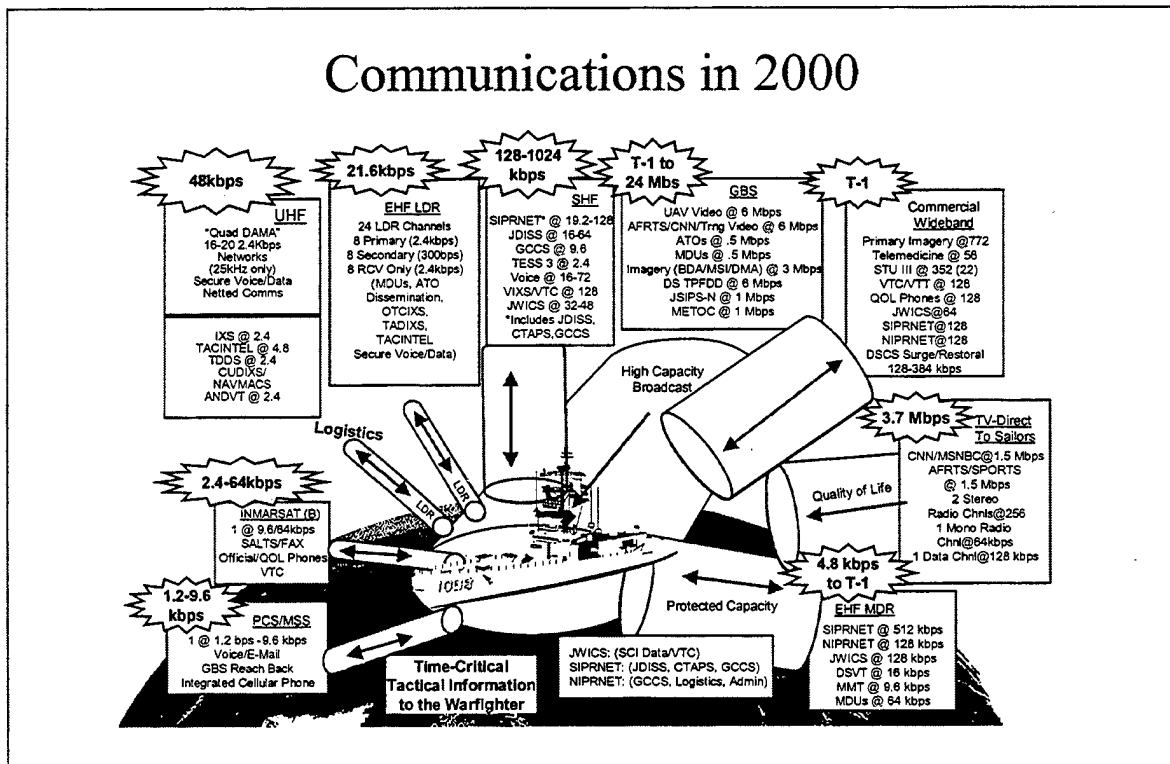 Communications in 2000
48kbps
UHF
"Quad DAMA"
16-20 2.4Kbps
Networks
(25kHz only)
Secure Voice/Data
Netted Comms
IXS @ 2.4
TACINTEL @ 4.8
TDDS @ 2.4
CUDIXS/
NAVMACS
ANDVT @ 2.4
21.6kbps
EHF LDR
24 LDR Channels
8 Primary (2.4kbps)
8 Secondary (300bps)
8 RCV Only (2.4kbps)
(MDUs, ATO
Dissemination,
OTCIXS,
TADIXS,
TACINTEL
Secure Voice/Data)
128-1024
kbps
SHF
SIPRNET* @ 19.2-128
JDISS @ 16-64
GCCS @ 9.6
TESS 3 @ 2.4
Voice @ 16-72
VIXS/VTC @ 128
JWICS @ 32-48
*Includes JDISS,
CTAPS,GCCS
T-1 to
24 Mbs
GBS
UAV Video @ 6 Mbps
AFRTS/CNN/Trng Video @ 6 Mbps
ATOs @ .5 Mbps
MDUs @ .5 Mbps
Imagery (BDA/MSI/DMA) @ 3 Mbps
DS TPFDD @ 6 Mbps
JSIPS-N @ 1 Mbps
METOC @ 1 Mbps
T-1
Commercial
Wideband
Primary Imagery @772
Telemedicine @ 56
STU III @ 352 (22)
VTC/VTT @ 128
QOL Phones @ 128
JWICS@64
SIPRNET@128
NIPRNET@128
DSCS Surge/Restoral
128-384 kbps
High Capacity
Broadcast
3.7 Mbps
TV-Direct
To Sailors
CNN/MSNBC@1.5 Mbps
AFRTS/SPORTS
@ 1.5 Mbps
2 Stereo
Radio Chnls@256
1 Mono Radio
Chnl@64kbps
1 Data Chnl@128 kbps
Quality of Life
Logistics
LDR
LDR
2.4-64kbps
INMARSAT (B)
1 @ 9.6/64kbps
SALTS/FAX
Official/QOL Phones
VTC
1.2-9.6
kbps
PCS/MSS
1 @ 1.2 bps -9.6 kbps
Voice/E-Mail
GBS Reach Back
Integrated Cellular Phone
Time-Critical
Tactical Information
to the Warfighter
JWICS: (SCI Data/VTC)
SIPRNET: (JDISS, CTAPS, GCCS)
NIPRNET: (GCCS, Logistics, Admin)
Protected Capacity
4.8 kbps
to T-1
EHF MDR
SIPRNET @ 512 kbps
NIPRNET @ 128 kbps
JWICS @ 128 kbps
DSVT @ 16 kbps
MMT @ 9.6 kbps
MDUs @ 64 kbps